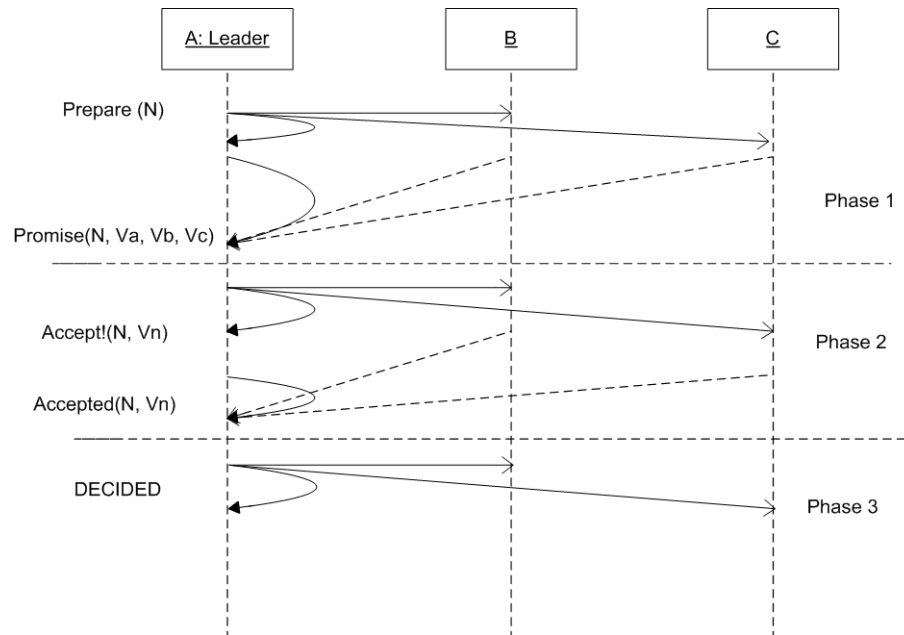 A: Leader
B
C
Prepare (N)
Phase 1
Promise(N, Va, Vb, Vc)
Accept!(N, Vn)
Phase 2
Accepted(N, Vn)
DECIDED
Phase 3